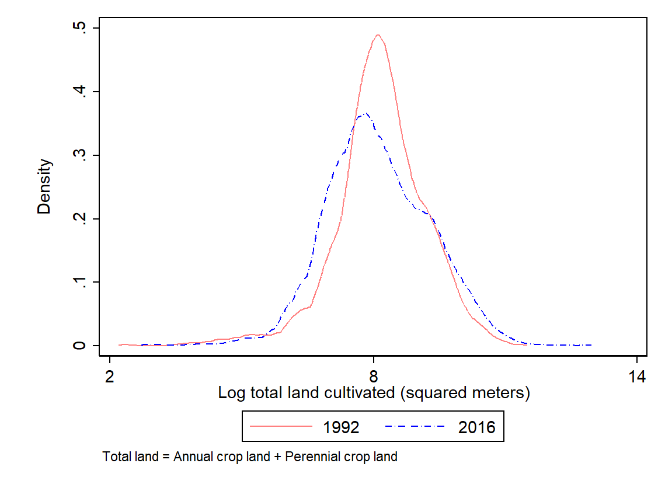 .5
.4
.3
.2
.1
0
Density
2 8 14
Log total land cultivated (squared meters)
1992 2016
Total land = Annual crop land + Perennial crop land